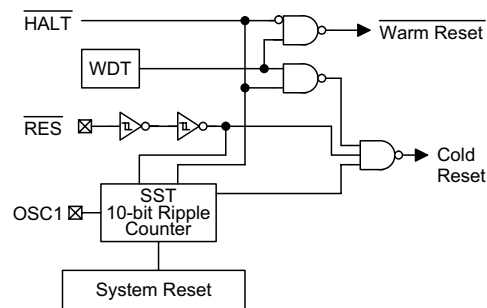 HALT
Warm Reset
WDT
RES
Cold
Reset
SST
10-bit Ripple
Counter
OSC1
System Reset